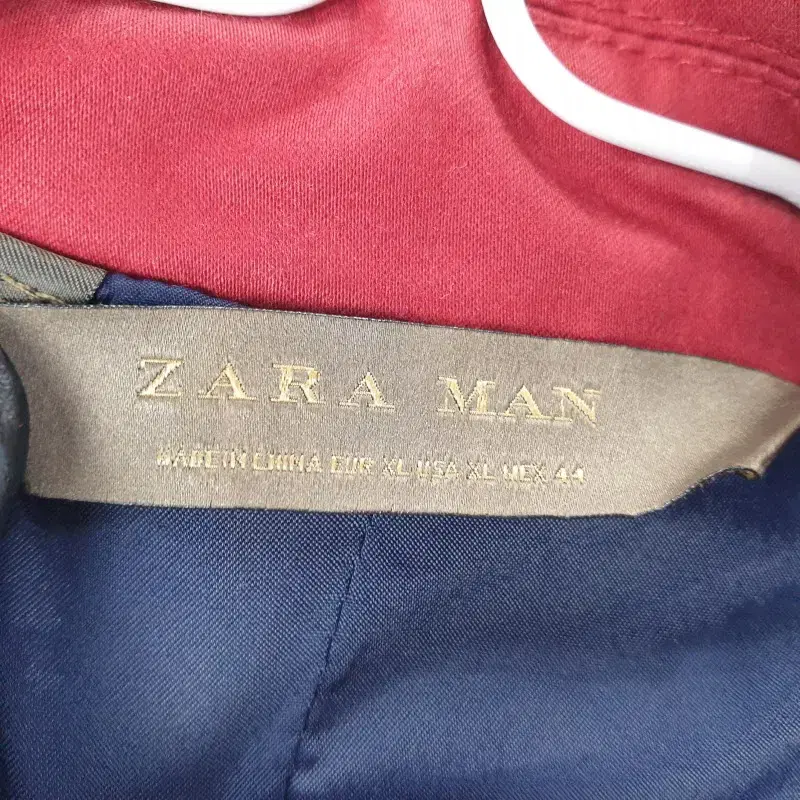 ZARA MAN
MADE IN CHINA EUR XL USA XL MEX 44